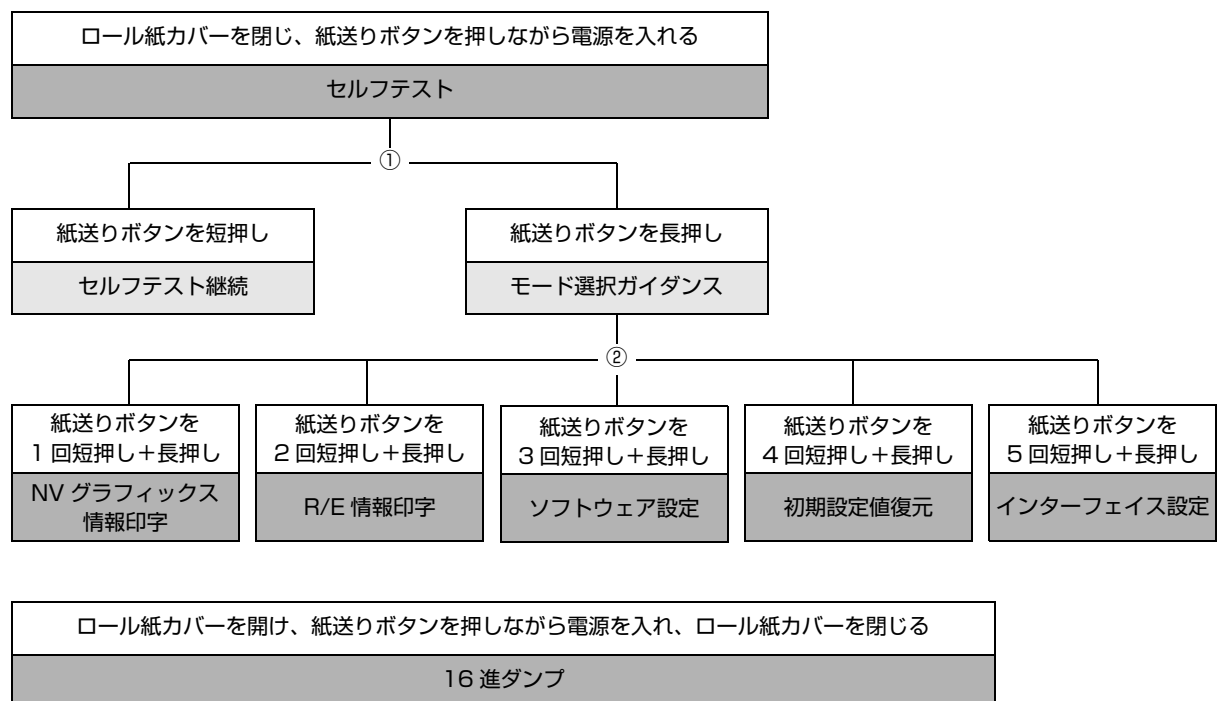 ロール紙カバーを閉じ、紙送りボタンを押しながら電源を入れる
セルフテスト
①
紙送りボタンを短押し
セルフテスト継続
紙送りボタンを長押し
モード選択ガイダンス
②
紙送りボタンを
1 回短押し+長押し
NV グラフィックス
情報印字
紙送りボタンを
2 回短押し+長押し
R/E 情報印字
紙送りボタンを
3 回短押し+長押し
ソフトウェア設定
紙送りボタンを
4 回短押し+長押し
初期設定値復元
紙送りボタンを
5 回短押し+長押し
インターフェイス設定
ロール紙カバーを開け、紙送りボタンを押しながら電源を入れ、ロール紙カバーを閉じる
16 進ダンプ